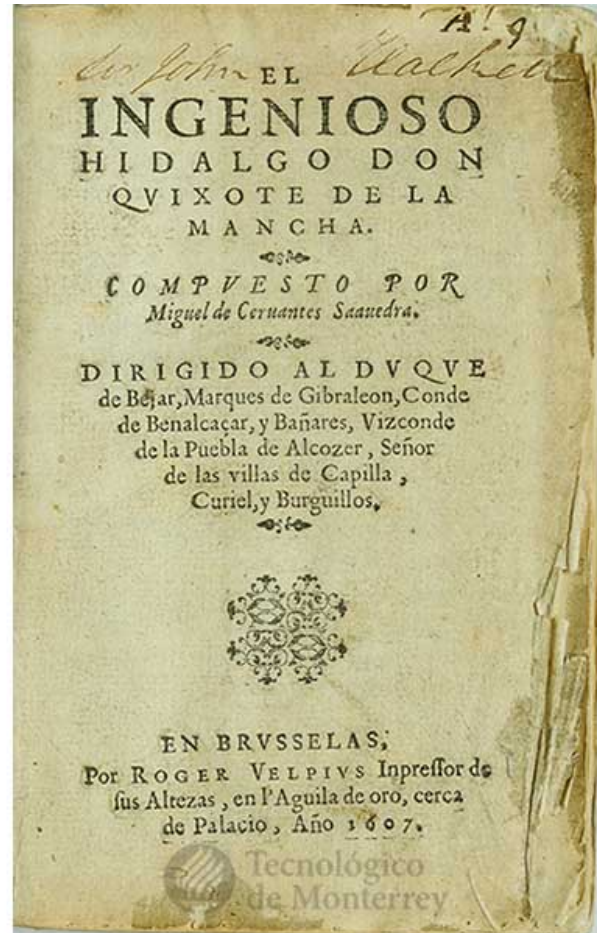 A! 9
Sir John
EL
INGENIOSO
HIDALGO DON
QVIXOTE DE LA
MANCHA.
COMPVESTO POR
Miguel de Ceruantes Saauedra.
DIRIGIDO AL DVQVE
de Bejar, Marques de Gibraleon, Conde
de Benalcaçar, y Bañares, Vizconde
de la Puebla de Alcozer, Señor
de las villas de Capilla,
Curiel, y Burguillos.
EN BRVSSELAS,
Por ROGER VELPIVS Inpreſſor de
ſus Altezas, en l'Aguila de oro, cerca
de Palacio, Año 1607.
Tecnológico
de Monterrey